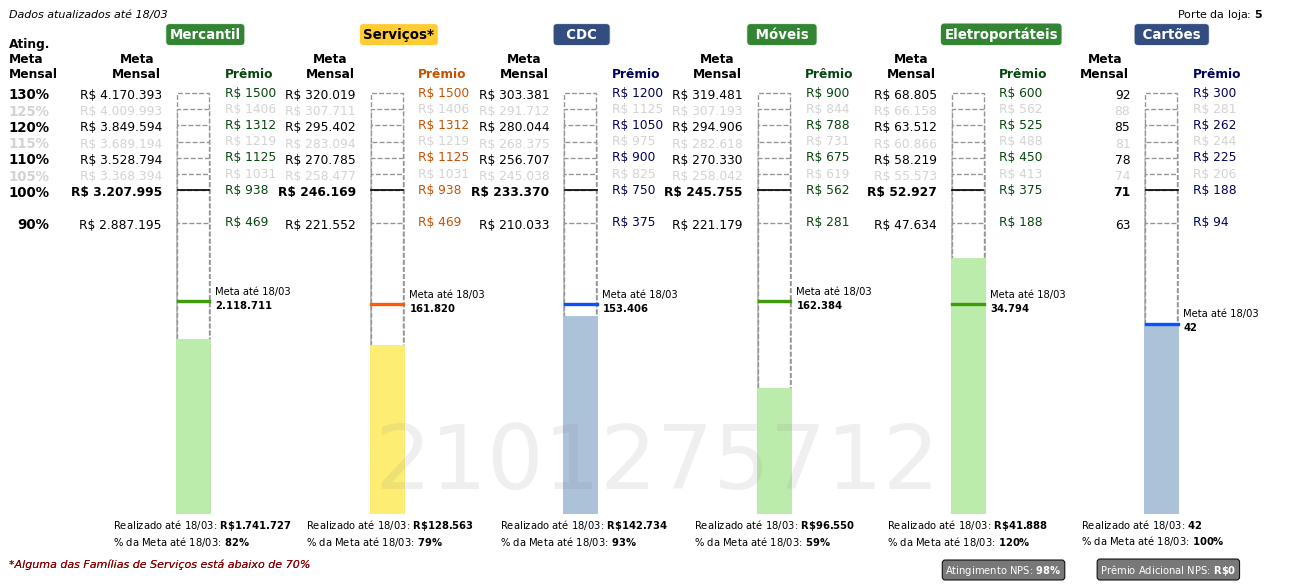 Dados atualizados até 18/03 Porte da loja: 5
Mercantil Serviços* CDC Móveis Eletroportáteis Cartões
Ating. Meta Mensal Meta Mensal Prêmio Meta Mensal Prêmio Meta Mensal Prêmio Meta Mensal Prêmio Meta Mensal Prêmio Meta Mensal Prêmio
130% R$ 4.170.393 R$ 1500 R$ 320.019 R$ 1500 R$ 303.381 R$ 1200 R$ 319.481 R$ 900 R$ 68.805 R$ 600 92 R$ 300
125% R$ 4.009.993 R$ 1406 R$ 307.711 R$ 1406 R$ 291.712 R$ 1125 R$ 307.193 R$ 844 R$ 66.158 R$ 562 88 R$ 281
120% R$ 3.849.594 R$ 1312 R$ 295.402 R$ 1312 R$ 280.044 R$ 1050 R$ 294.906 R$ 788 R$ 63.512 R$ 525 85 R$ 262
115% R$ 3.689.194 R$ 1219 R$ 283.094 R$ 1219 R$ 268.375 R$ 975 R$ 282.618 R$ 731 R$ 60.866 R$ 488 81 R$ 244
110% R$ 3.528.794 R$ 1125 R$ 270.785 R$ 1125 R$ 256.707 R$ 900 R$ 270.330 R$ 675 R$ 58.219 R$ 450 78 R$ 225
105% R$ 3.368.394 R$ 1031 R$ 258.477 R$ 1031 R$ 245.038 R$ 825 R$ 258.042 R$ 619 R$ 55.573 R$ 413 74 R$ 206
100% R$ 3.207.995 R$ 938 R$ 246.169 R$ 938 R$ 233.370 R$ 750 R$ 245.755 R$ 562 R$ 52.927 R$ 375 71 R$ 188
90% R$ 2.887.195 R$ 469 R$ 221.552 R$ 469 R$ 210.033 R$ 375 R$ 221.179 R$ 281 R$ 47.634 R$ 188 63 R$ 94
Meta até 18/03 Meta até 18/03 Meta até 18/03 Meta até 18/03 Meta até 18/03 Meta até 18/03
2.118.711 161.820 153.406 162.384 34.794 42
2101275712
Realizado até 18/03: R$1.741.727 Realizado até 18/03: R$128.563 Realizado até 18/03: R$142.734 Realizado até 18/03: R$96.550 Realizado até 18/03: R$41.888 Realizado até 18/03: 42
% da Meta até 18/03: 82% % da Meta até 18/03: 79% % da Meta até 18/03: 93% % da Meta até 18/03: 59% % da Meta até 18/03: 120% % da Meta até 18/03: 100%
*Alguma das Famílias de Serviços está abaixo de 70% Atingimento NPS: 98% Prêmio Adicional NPS: R$0